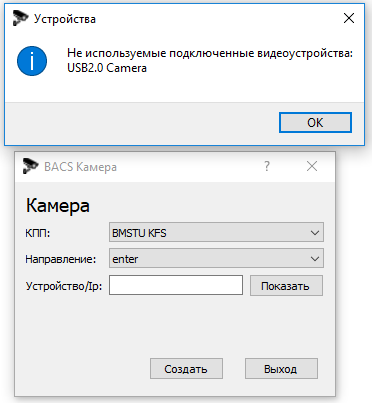 Устройства
Не используемые подключенные видеоустройства:
USB2.0 Camera
OK
BACS Камера
?
Камера
КПП:
BMSTU KFS
Направление:
enter
Устройство/Ip:
Показать
Создать
Выход